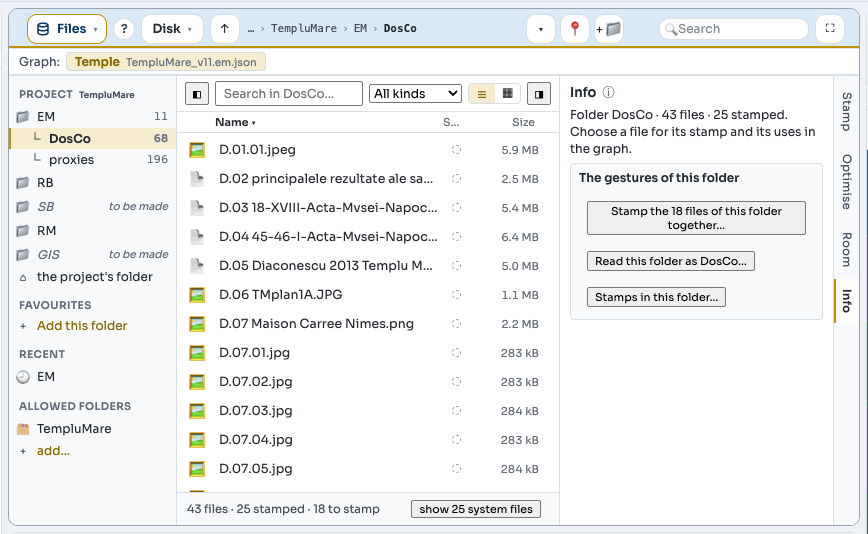 Files ▾
?
Disk ▾
↑
… › TempluMare › EM › DosCo
▾
+
Search
Graph: Temple TempluMare_v11.em.json
PROJECT TempluMare
EM 11
└ DosCo 68
└ proxies 196
RB
SB to be made
RM
GIS to be made
the project's folder
FAVOURITES
+ Add this folder
RECENT
EM
ALLOWED FOLDERS
TempluMare
+ add...
Search in DosCo...
All kinds
Name ▾ S... Size
D.01.01.jpeg 5.9 MB
D.02 principalele rezultate ale sa... 2.5 MB
D.03 18-XVIII-Acta-Mvsei-Napoc... 5.4 MB
D.04 45-46-I-Acta-Mvsei-Napoc... 6.4 MB
D.05 Diaconescu 2013 Templu M... 5.0 MB
D.06 TMplan1A.JPG 1.1 MB
D.07 Maison Carree Nimes.png 2.2 MB
D.07.01.jpg 283 kB
D.07.02.jpg 283 kB
D.07.03.jpg 284 kB
D.07.04.jpg 283 kB
D.07.05.jpg 284 kB
43 files · 25 stamped · 18 to stamp
show 25 system files
Info ⓘ
Folder DosCo · 43 files · 25 stamped.
Choose a file for its stamp and its uses in
the graph.
The gestures of this folder
Stamp the 18 files of this folder
together...
Read this folder as DosCo...
Stamps in this folder...
Stamp
Optimise
Room
Info